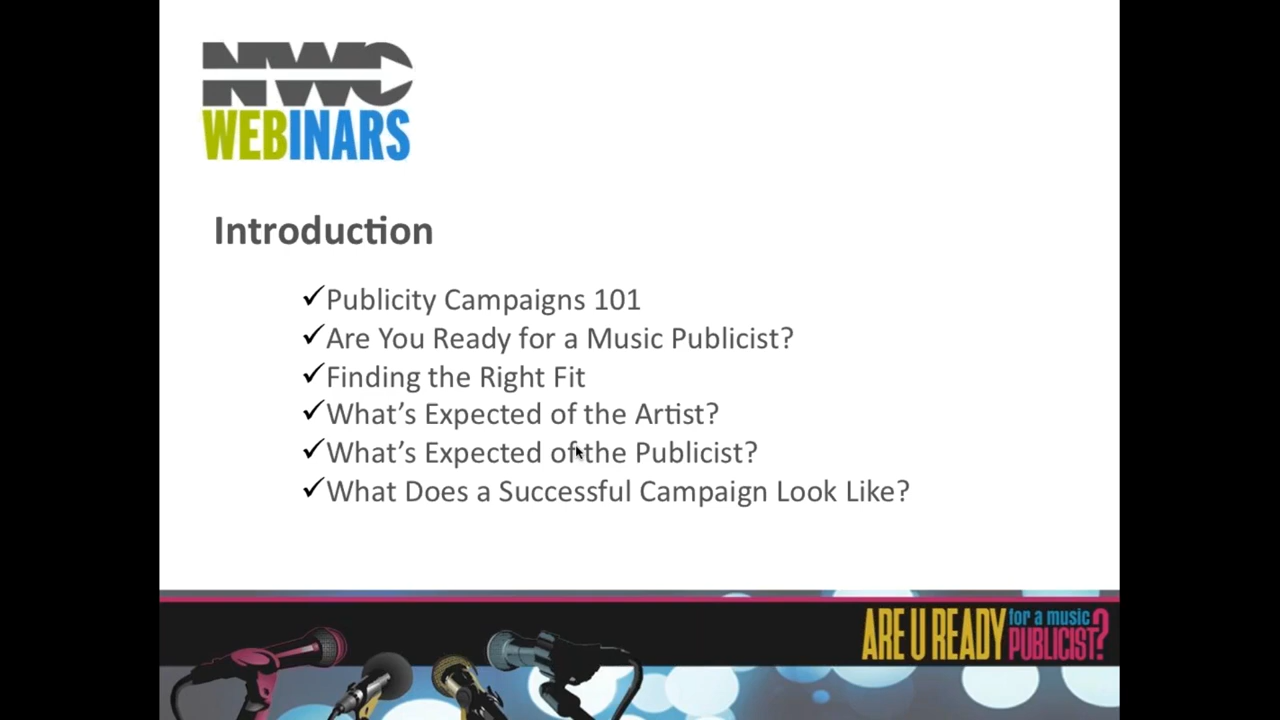 NWC
WEBINARS
Introduction
✓Publicity Campaigns 101
✓Are You Ready for a Music Publicist?
✓Finding the Right Fit
✓What’s Expected of the Artist?
✓What’s Expected of the Publicist?
✓What Does a Successful Campaign Look Like?
ARE U READY for a music PUBLICIST?